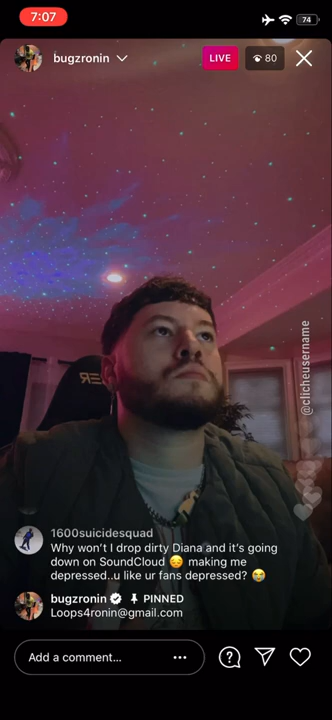 7:07
74
bugzronin
LIVE
80
@clicheusername
1600suicidesquad
Why won't I drop dirty Diana and it's going
down on SoundCloud 😔 making me
depressed..u like ur fans depressed? 😭
bugzronin PINNED
Loops4ronin@gmail.com
Add a comment...